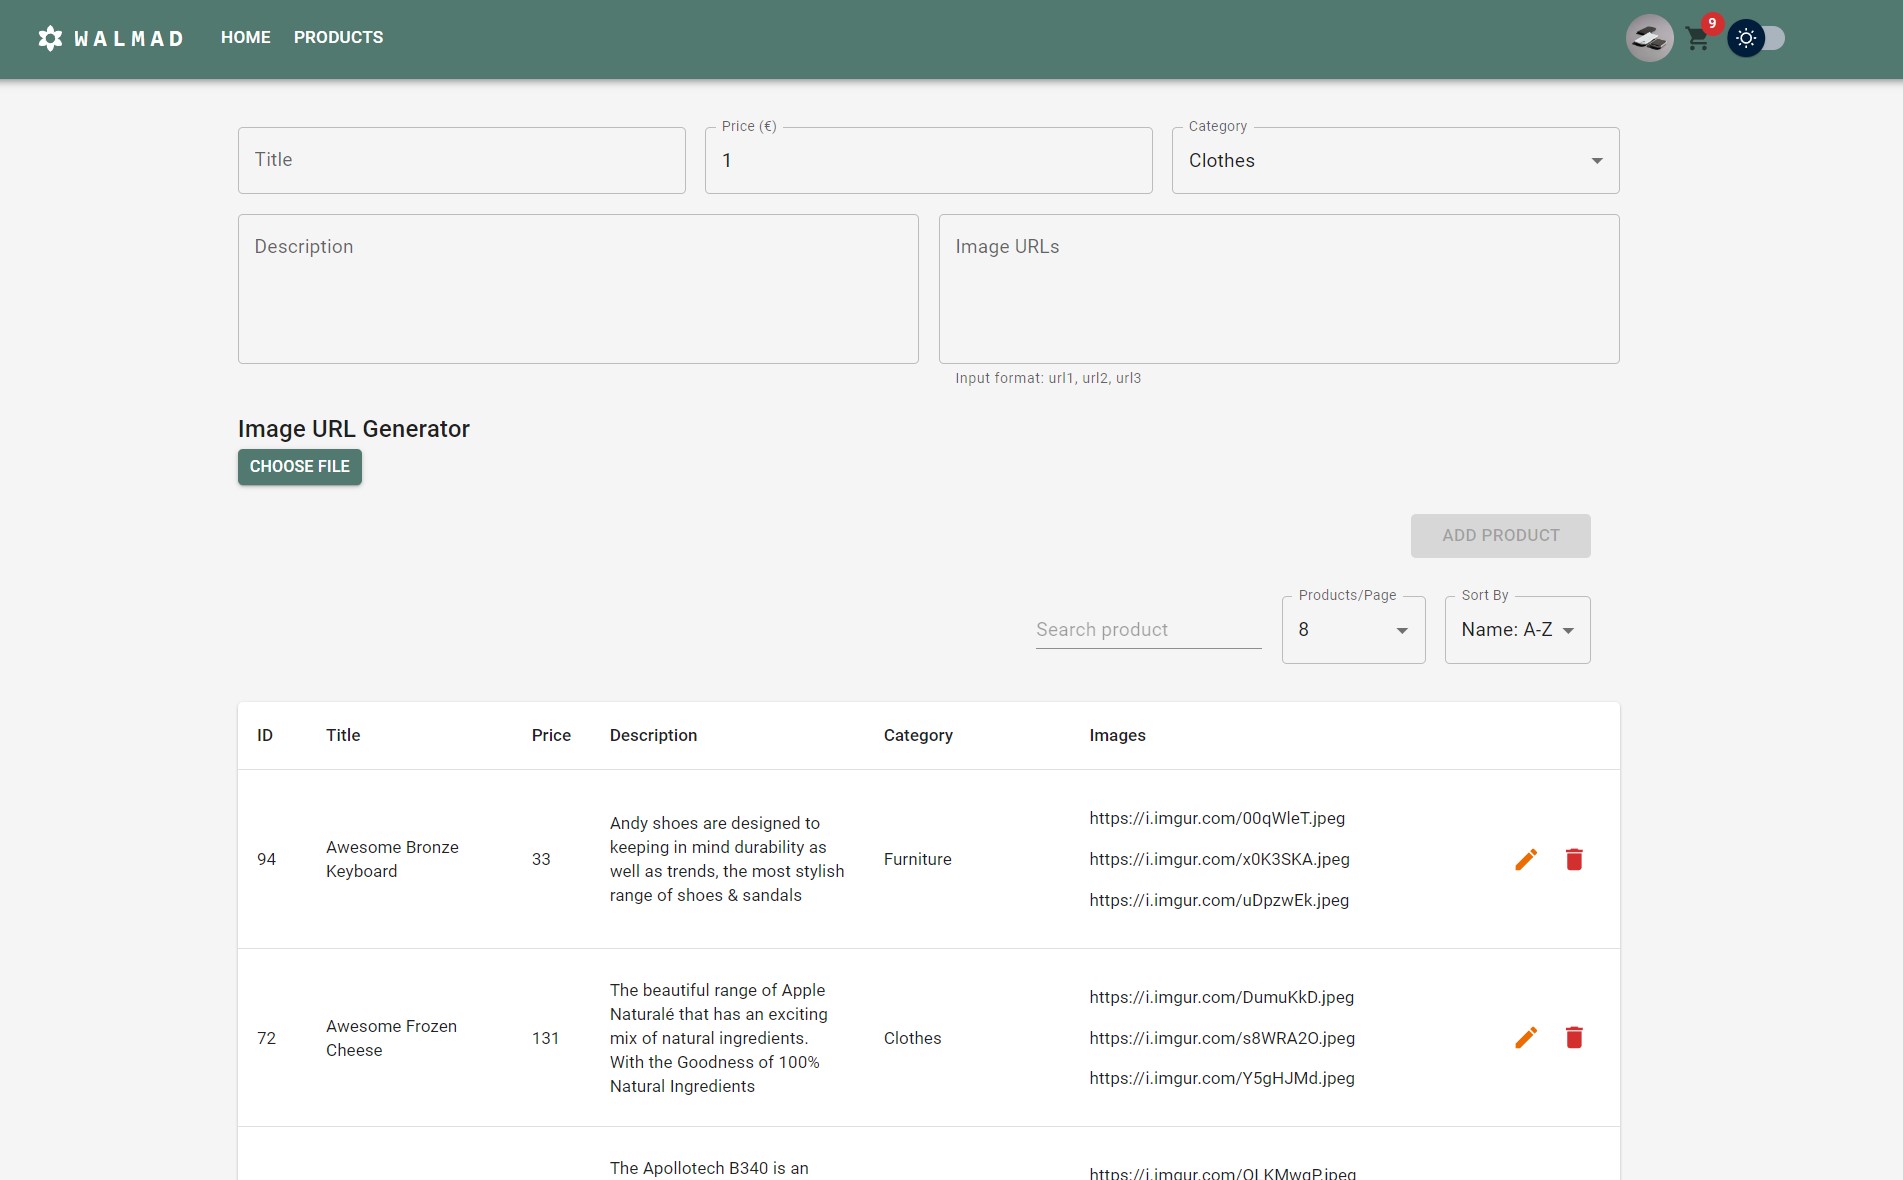 WALMAD HOME PRODUCTS 9
Title
Price (€)
1
Category
Clothes
Description
Image URLs
Input format: url1, url2, url3
Image URL Generator
CHOOSE FILE
ADD PRODUCT
Search product
Products/Page
8
Sort By
Name: A-Z
ID Title Price Description Category Images
94
Awesome Bronze
Keyboard
33
Andy shoes are designed to
keeping in mind durability as
well as trends, the most stylish
range of shoes & sandals
Furniture
https://i.imgur.com/00qWleT.jpeg
https://i.imgur.com/x0K3SKA.jpeg
https://i.imgur.com/uDpzwEk.jpeg
72
Awesome Frozen
Cheese
131
The beautiful range of Apple
Naturalé that has an exciting
mix of natural ingredients.
With the Goodness of 100%
Natural Ingredients
Clothes
https://i.imgur.com/DumuKkD.jpeg
https://i.imgur.com/s8WRA2O.jpeg
https://i.imgur.com/Y5gHJMd.jpeg
The Apollotech B340 is an